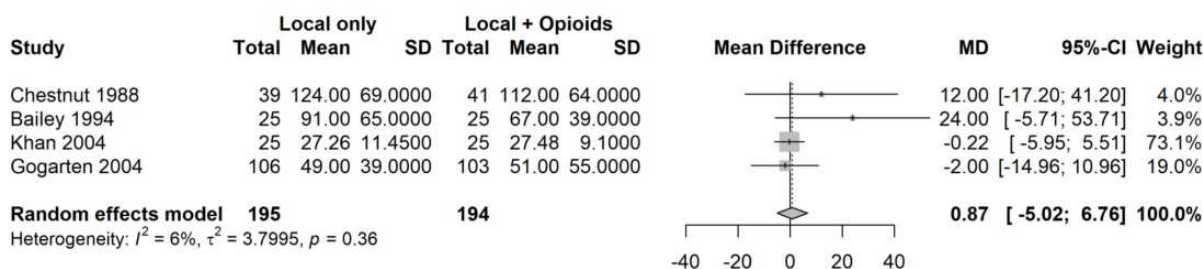 Local only Local + Opioids
Study Total Mean SD Total Mean SD Mean Difference MD 95%-CI Weight
Chestnut 1988 39 124.00 69.0000 41 112.00 64.0000 12.00 [-17.20; 41.20] 4.0%
Bailey 1994 25 91.00 65.0000 25 67.00 39.0000 24.00 [ -5.71; 53.71] 3.9%
Khan 2004 25 27.26 11.4500 25 27.48 9.1000 -0.22 [ -5.95; 5.51] 73.1%
Gogarten 2004 106 49.00 39.0000 103 51.00 55.0000 -2.00 [-14.96; 10.96] 19.0%
Random effects model 195 194 0.87 [ -5.02; 6.76] 100.0%
Heterogeneity: I² = 6%, τ² = 3.7995, p = 0.36
-40 -20 0 20 40